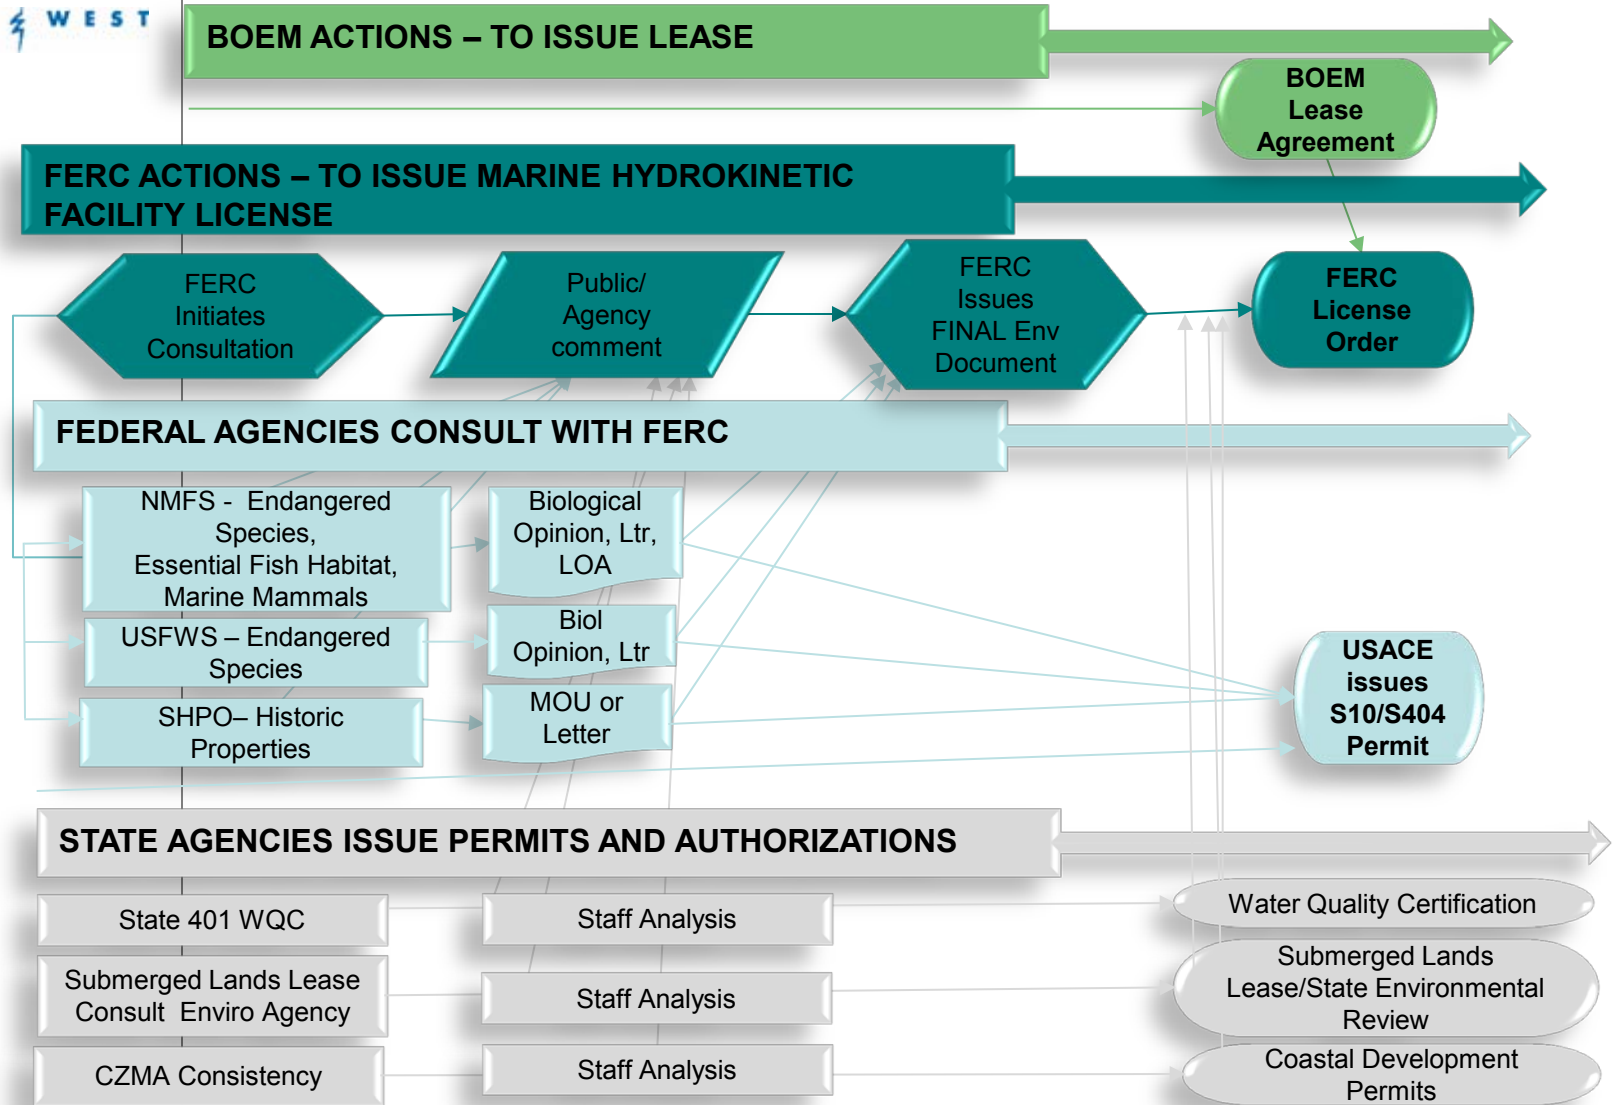 WEST
BOEM ACTIONS – TO ISSUE LEASE
BOEM
Lease
Agreement
FERC ACTIONS – TO ISSUE MARINE HYDROKINETIC
FACILITY LICENSE
FERC
Initiates
Consultation
Public/
Agency
comment
FERC
Issues
FINAL Env
Document
FERC
License
Order
FEDERAL AGENCIES CONSULT WITH FERC
NMFS - Endangered
Species,
Essential Fish Habitat,
Marine Mammals
Biological
Opinion, Ltr,
LOA
USFWS – Endangered
Species
Biol
Opinion, Ltr
SHPO– Historic
Properties
MOU or
Letter
USACE
issues
S10/S404
Permit
STATE AGENCIES ISSUE PERMITS AND AUTHORIZATIONS
State 401 WQC
Staff Analysis
Water Quality Certification
Submerged Lands Lease
Consult Enviro Agency
Staff Analysis
Submerged Lands
Lease/State Environmental
Review
CZMA Consistency
Staff Analysis
Coastal Development
Permits